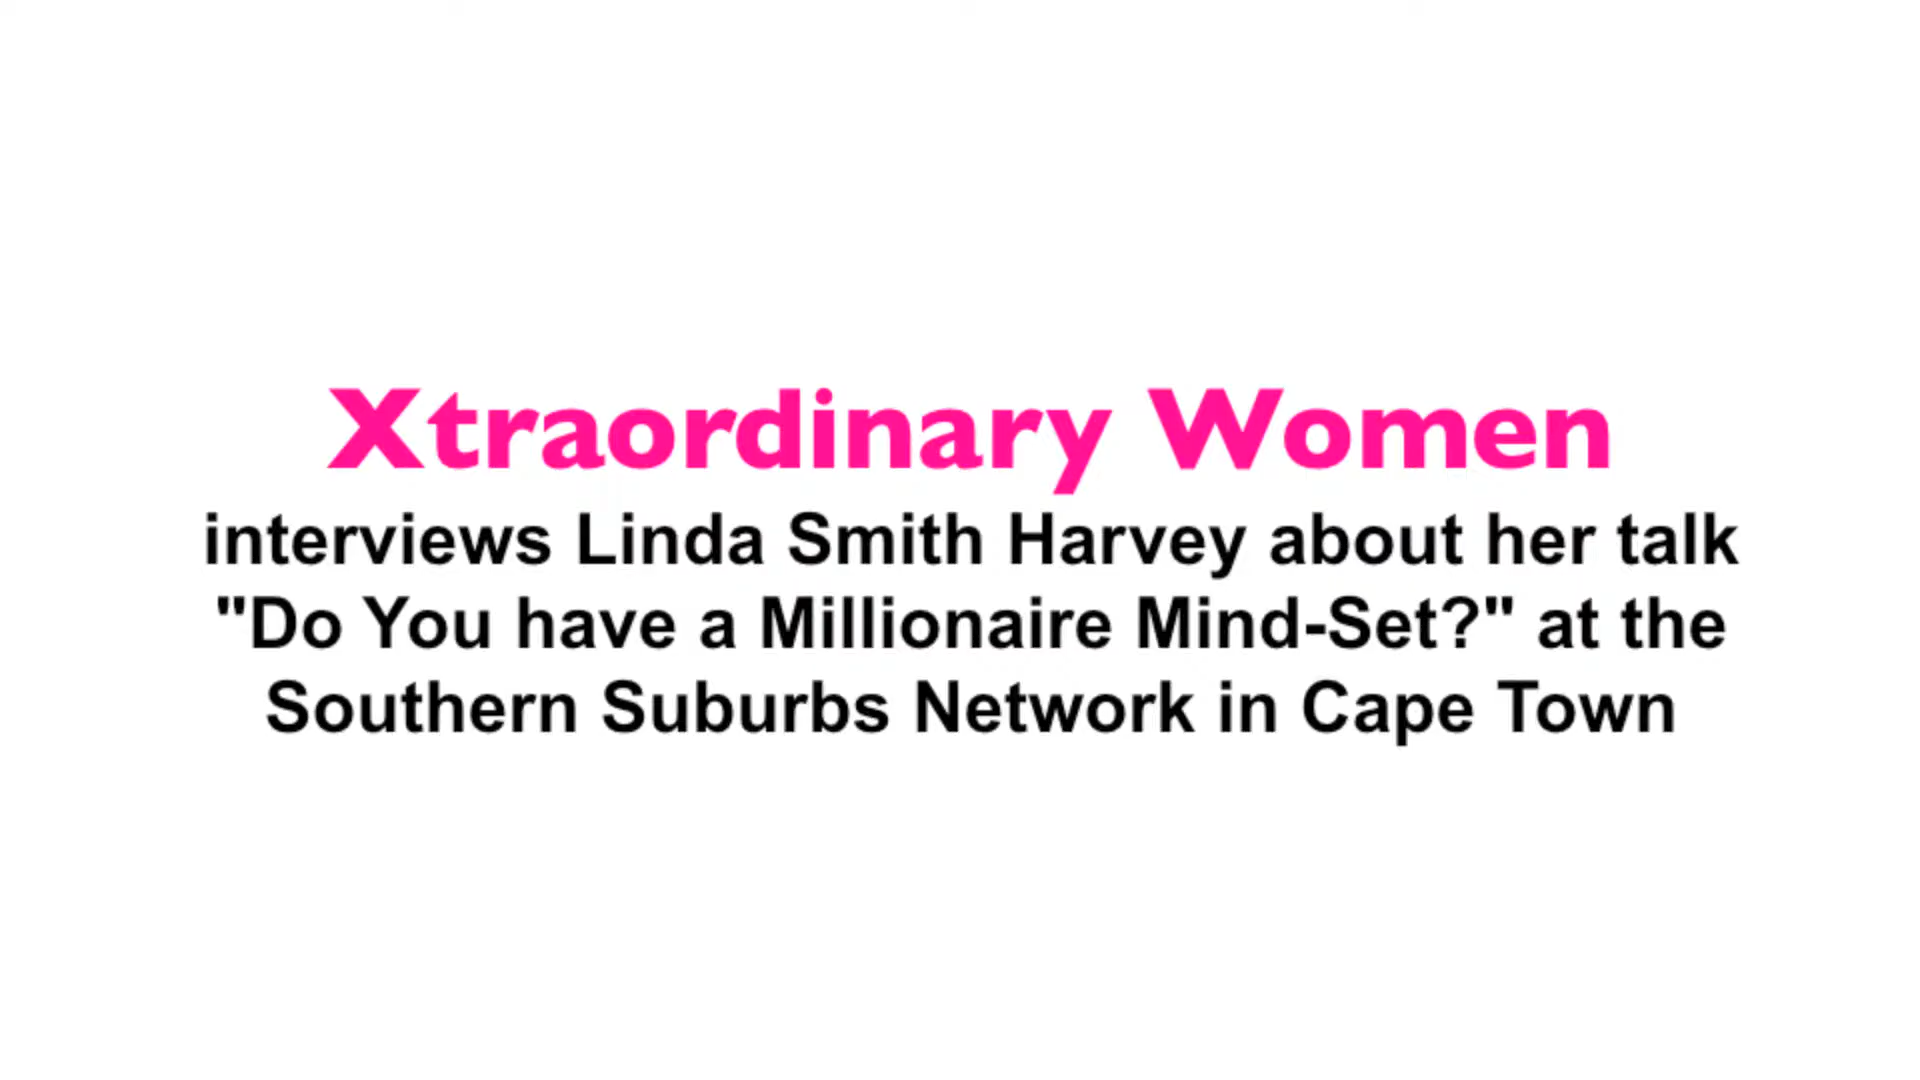 Xtraordinary Women
interviews Linda Smith Harvey about her talk
"Do You have a Millionaire Mind-Set?" at the
Southern Suburbs Network in Cape Town